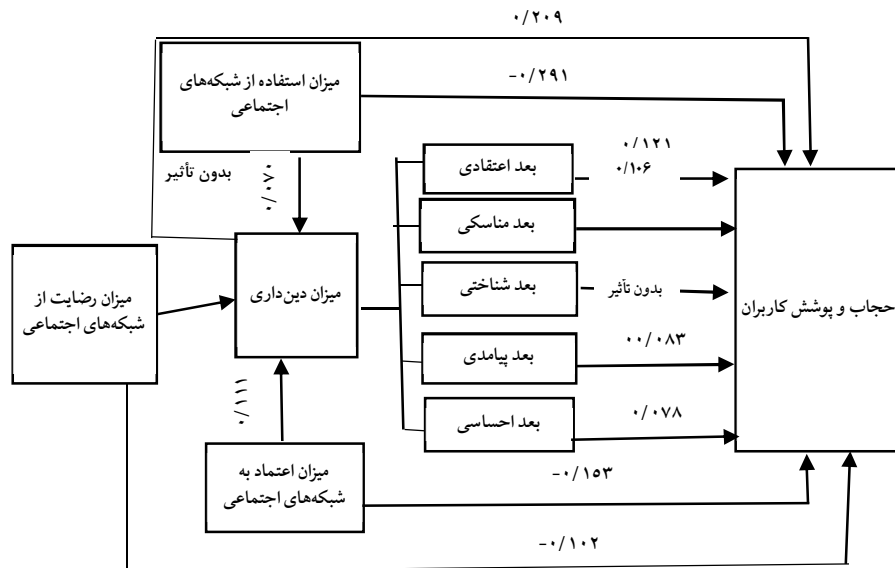 ۰/۲۰۹
میزان استفاده از شبکه‌های
اجتماعی
-۰/۲۹۱
بدون تأثیر
۰/۰۸۰
بعد اعتقادی
۰/۱۲۱
۰/۱۰۶
بعد مناسکی
میزان رضایت از
شبکه‌های اجتماعی
میزان دین‌داری
بعد شناختی
بدون تأثیر
حجاب و پوشش کاربران
بعد پیامدی
۰۰/۰۸۳
۰/۱۱۱
بعد احساسی
۰/۰۷۸
میزان اعتماد به
شبکه‌های اجتماعی
-۰/۱۵۳
-۰/۱۰۲